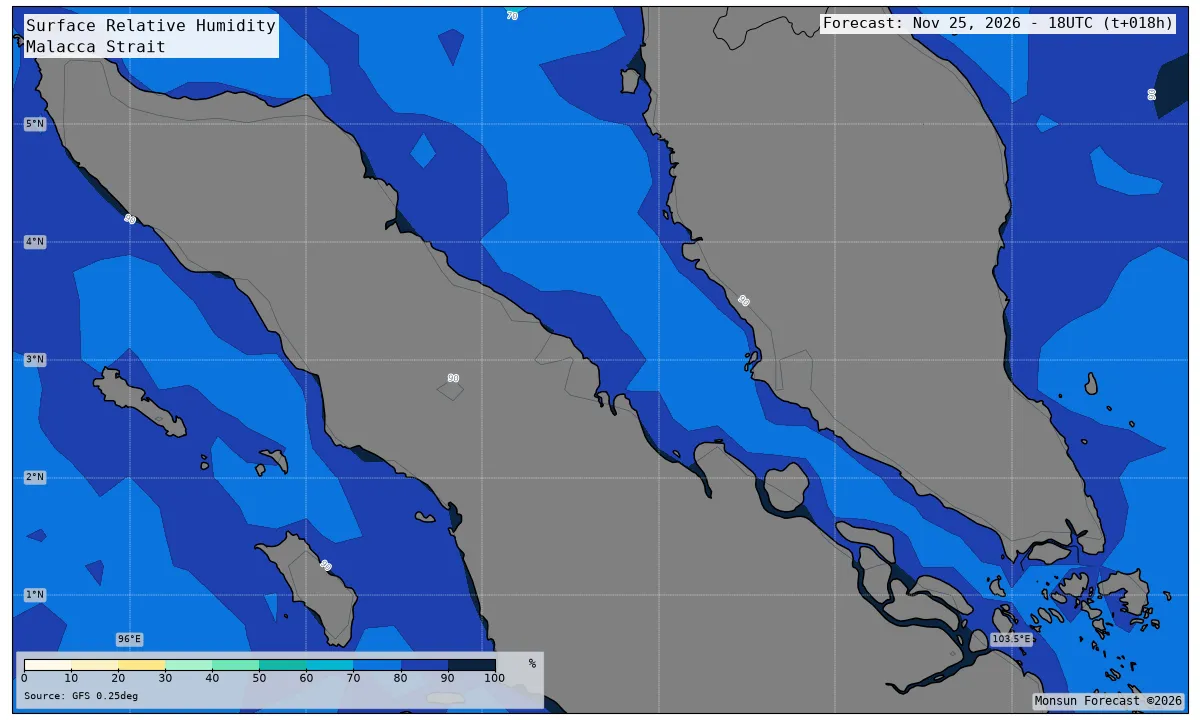 Surface Relative Humidity
Malacca Strait
Forecast: Nov 25, 2026 - 18UTC (t+018h)
70
90
5°N
90
4°N
90
3°N
90
2°N
90
1°N
96°E
103.5°E
%
0 10 20 30 40 50 60 70 80 90 100
Source: GFS 0.25deg
Monsun Forecast ©2026